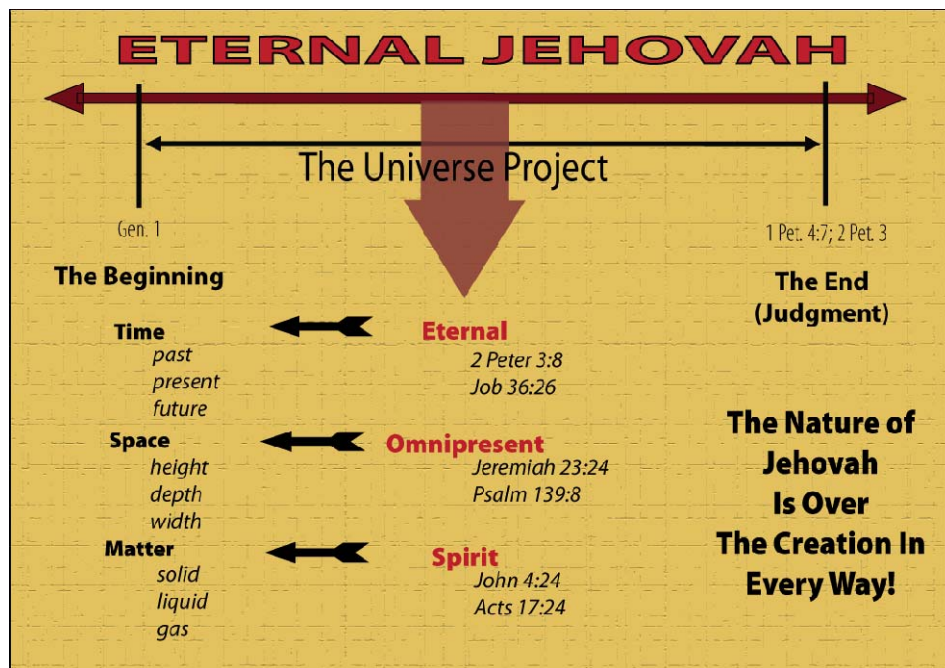 ETERNAL JEHOVAH
The Universe Project
Gen. 1
1 Pet. 4:7; 2 Pet. 3
The Beginning
The End
(Judgment)
Time
past
present
future
Eternal
2 Peter 3:8
Job 36:26
Space
height
depth
width
Omnipresent
Jeremiah 23:24
Psalm 139:8
Matter
solid
liquid
gas
Spirit
John 4:24
Acts 17:24
The Nature of
Jehovah
Is Over
The Creation In
Every Way!